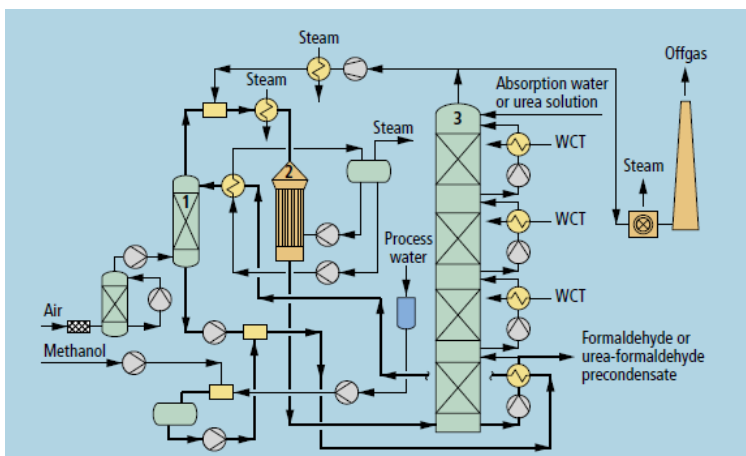 Steam
Offgas
Steam
Absorption water
or urea solution
3
Steam
WCT
2
Steam
1
WCT
Process
water
Air
WCT
Methanol
Formaldehyde or
urea-formaldehyde
precondensate